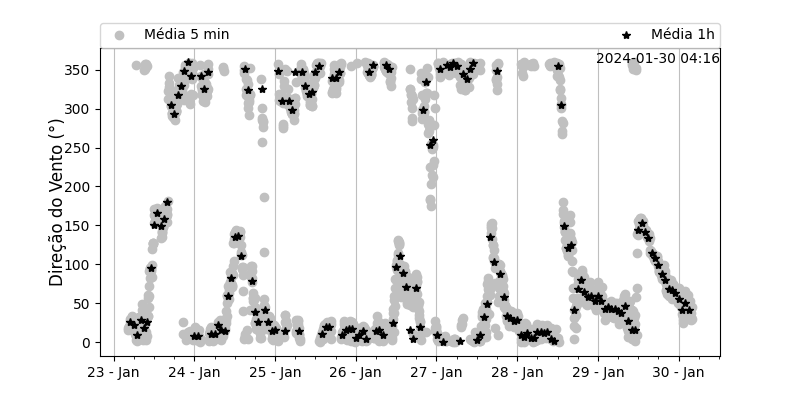 Média 5 min
Média 1h
2024-01-30 04:16
Direção do Vento (°)
350
300
250
200
150
100
50
0
23 - Jan
24 - Jan
25 - Jan
26 - Jan
27 - Jan
28 - Jan
29 - Jan
30 - Jan